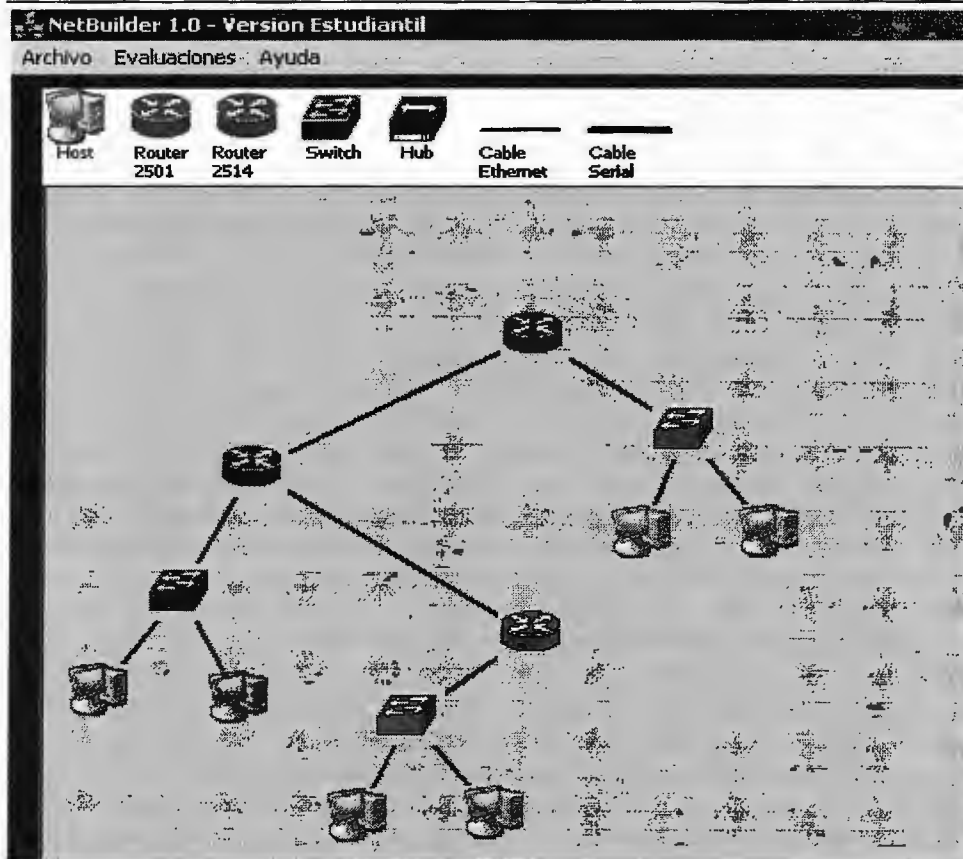 NetBuilder 1.0 - Version Estudiantil
Archivo Evaluaciones Ayuda
Host Router 2501 Router 2514 Switch Hub Cable Ethernet Cable Serial